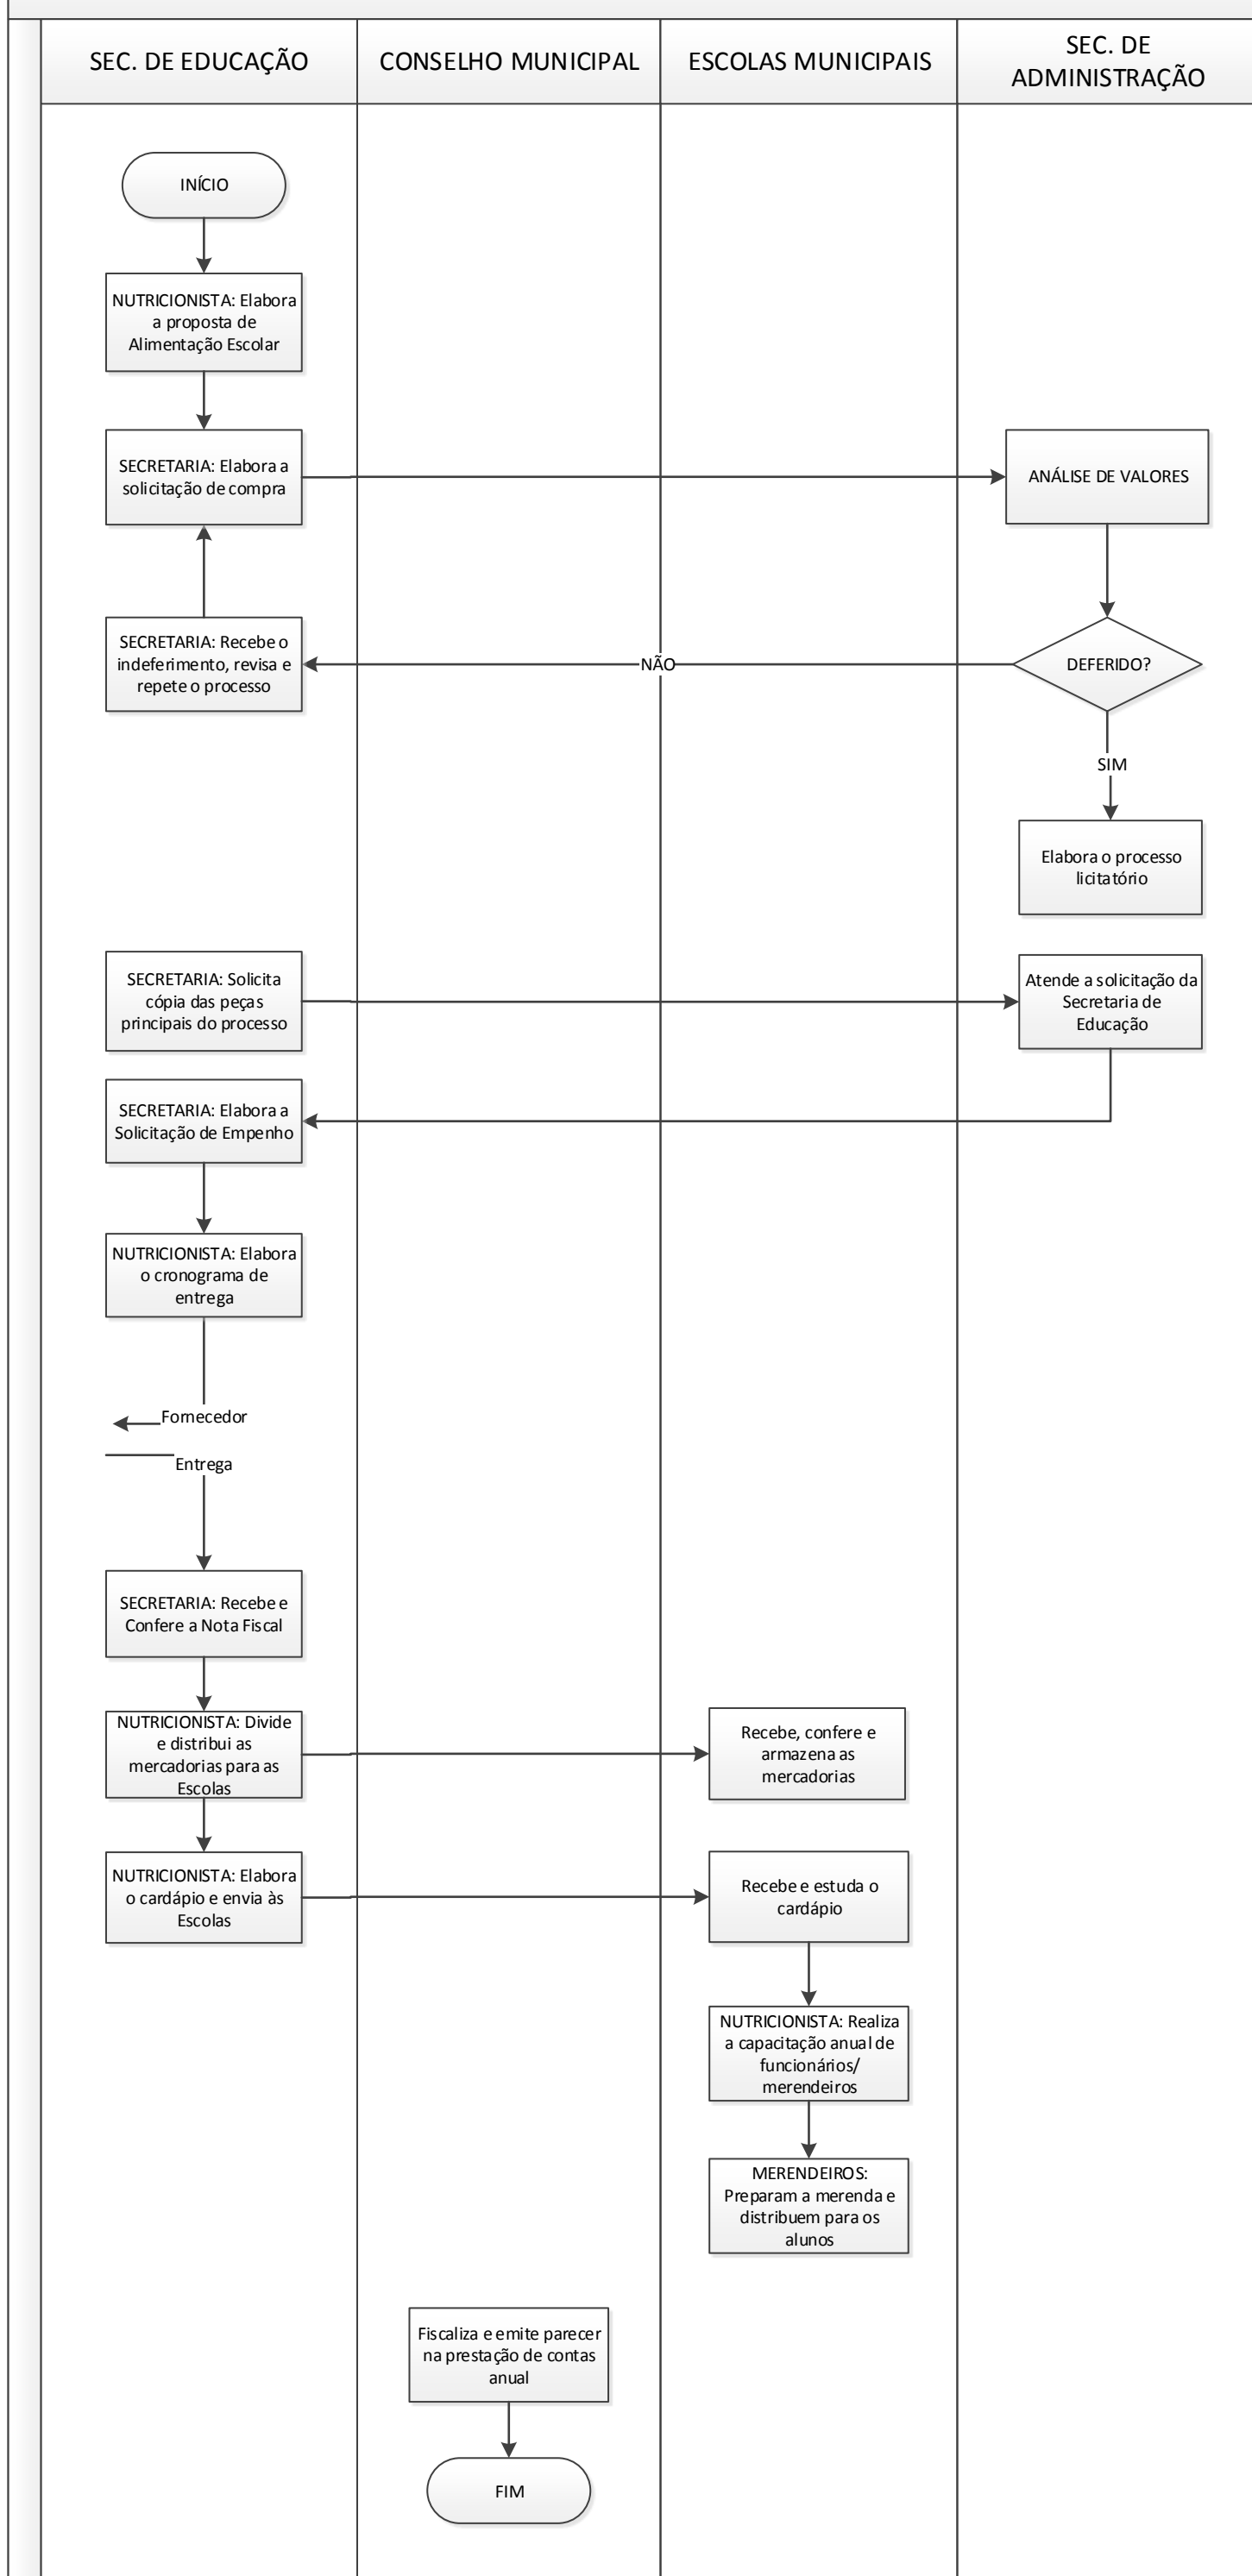 SEC. DE EDUCAÇÃO
CONSELHO MUNICIPAL
ESCOLAS MUNICIPAIS
SEC. DE
ADMINISTRAÇÃO
INÍCIO
NUTRICIONISTA: Elabora
a proposta de
Alimentação Escolar
SECRETARIA: Elabora a
solicitação de compra
ANÁLISE DE VALORES
SECRETARIA: Recebe o
indeferimento, revisa e
repete o processo
NÃO
DEFERIDO?
SIM
Elabora o processo
licitatório
SECRETARIA: Solicita
cópia das peças
principais do processo
Atende a solicitação da
Secretaria de
Educação
SECRETARIA: Elabora a
Solicitação de Empenho
NUTRICIONISTA: Elabora
o cronograma de
entrega
Fornecedor
Entrega
SECRETARIA: Recebe e
Confere a Nota Fiscal
NUTRICIONISTA: Divide
e distribui as
mercadorias para as
Escolas
Recebe, confere e
armazena as
mercadorias
NUTRICIONISTA: Elabora
o cardápio e envia às
Escolas
Recebe e estuda o
cardápio
NUTRICIONISTA: Realiza
a capacitação anual de
funcionários/
merendeiros
MERENDEIROS:
Preparam a merenda e
distribuem para os
alunos
Fiscaliza e emite parecer
na prestação de contas
anual
FIM